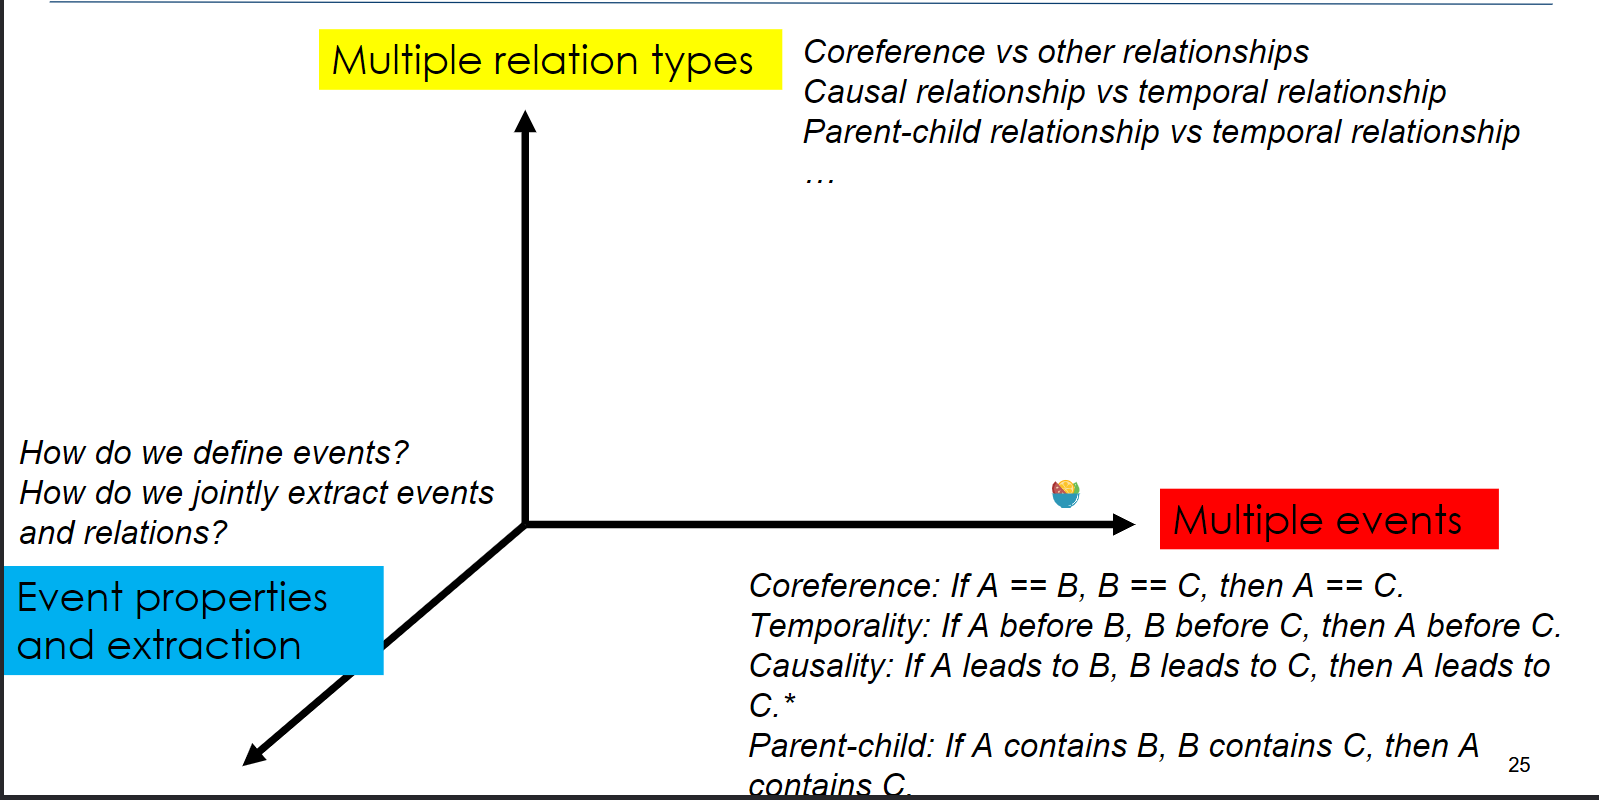 Multiple relation types
Coreference vs other relationships
Causal relationship vs temporal relationship
Parent-child relationship vs temporal relationship
…
How do we define events?
How do we jointly extract events
and relations?
Event properties
and extraction
Multiple events
Coreference: If A == B, B == C, then A == C.
Temporality: If A before B, B before C, then A before C.
Causality: If A leads to B, B leads to C, then A leads to
C.*
Parent-child: If A contains B, B contains C, then A
contains C.
25